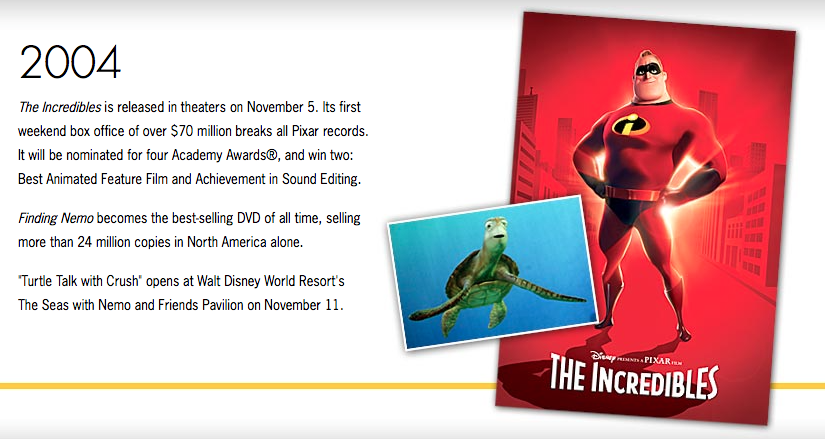 2004
The Incredibles is released in theaters on November 5. Its first
weekend box office of over $70 million breaks all Pixar records.
It will be nominated for four Academy Awards®, and win two:
Best Animated Feature Film and Achievement in Sound Editing.
Finding Nemo becomes the best-selling DVD of all time, selling
more than 24 million copies in North America alone.
"Turtle Talk with Crush" opens at Walt Disney World Resort's
The Seas with Nemo and Friends Pavilion on November 11.
Disney PRESENTS A PIXAR FILM
THE INCREDIBLES